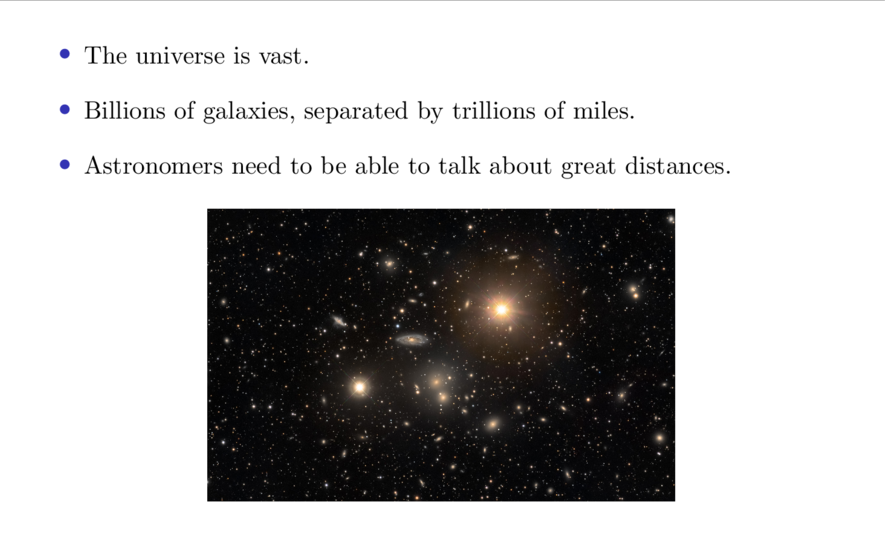 • The universe is vast.
• Billions of galaxies, separated by trillions of miles.
• Astronomers need to be able to talk about great distances.